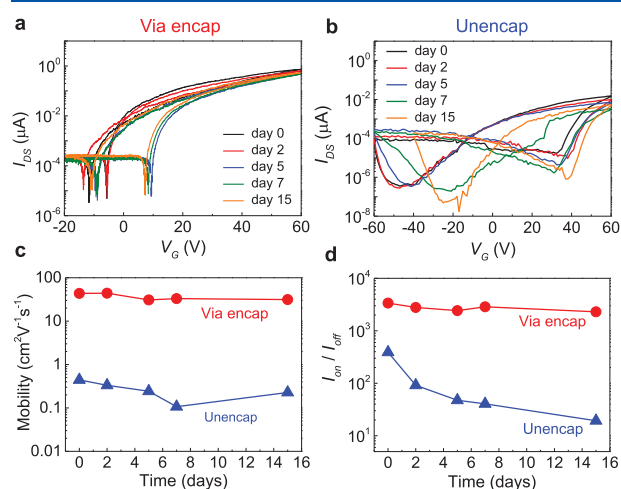 a Via encap
b Unencap
I_DS (μA)
10^0
10^-2
10^-4
10^-6
day 0
day 2
day 5
day 7
day 15
-20 0 20 40 60
V_G (V)
I_DS (μA)
10^0
10^-2
10^-4
10^-6
10^-8
day 0
day 2
day 5
day 7
day 15
-60 -40 -20 0 20 40 60
V_G (V)
c
Mobility (cm²V⁻¹s⁻¹)
100
10
1
0.1
0.01
Via encap
Unencap
0 2 4 6 8 10 12 14 16
Time (days)
d
I_on / I_off
10^4
10^3
10^2
10^1
Via encap
Unencap
0 2 4 6 8 10 12 14 16
Time (days)